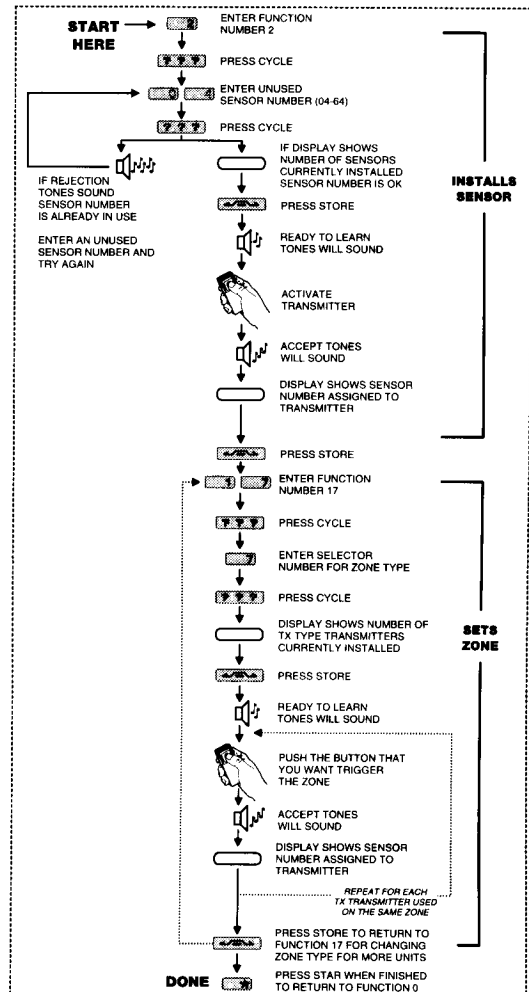 START
HERE
2
ENTER FUNCTION
NUMBER 2
? ? ?
PRESS CYCLE
0 4
ENTER UNUSED
SENSOR NUMBER (04-64)
? ? ?
PRESS CYCLE
IF REJECTION
TONES SOUND
SENSOR NUMBER
IS ALREADY IN USE
ENTER AN UNUSED
SENSOR NUMBER AND
TRY AGAIN
IF DISPLAY SHOWS
NUMBER OF SENSORS
CURRENTLY INSTALLED
SENSOR NUMBER IS OK
INSTALLS
SENSOR
PRESS STORE
READY TO LEARN
TONES WILL SOUND
ACTIVATE
TRANSMITTER
ACCEPT TONES
WILL SOUND
DISPLAY SHOWS SENSOR
NUMBER ASSIGNED TO
TRANSMITTER
PRESS STORE
1 7
ENTER FUNCTION
NUMBER 17
? ? ?
PRESS CYCLE
7
ENTER SELECTOR
NUMBER FOR ZONE TYPE
? ? ?
PRESS CYCLE
DISPLAY SHOWS NUMBER OF
TX TYPE TRANSMITTERS
CURRENTLY INSTALLED
SETS
ZONE
PRESS STORE
READY TO LEARN
TONES WILL SOUND
PUSH THE BUTTON THAT
YOU WANT TRIGGER
THE ZONE
ACCEPT TONES
WILL SOUND
DISPLAY SHOWS SENSOR
NUMBER ASSIGNED TO
TRANSMITTER
REPEAT FOR EACH
TX TRANSMITTER USED
ON THE SAME ZONE
PRESS STORE TO RETURN TO
FUNCTION 17 FOR CHANGING
ZONE TYPE FOR MORE UNITS
DONE
★
PRESS STAR WHEN FINISHED
TO RETURN TO FUNCTION 0